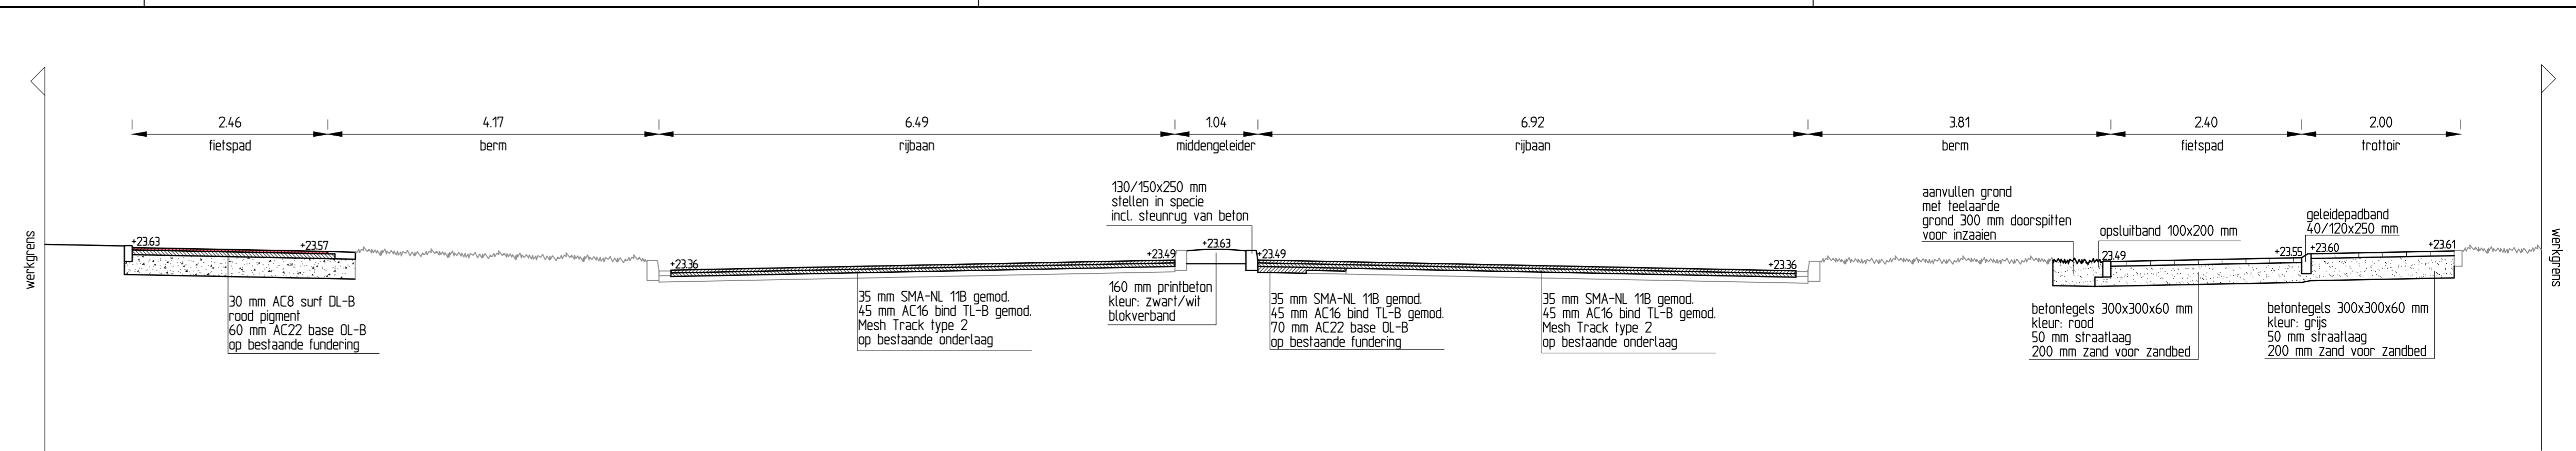 2.46
4.17
6.49
1.04
6.92
3.81
2.40
2.00
fietspad
berm
rijbaan
middengeleider
rijbaan
berm
fietspad
trottoir
werkgrens
+23.63
+23.57
30 mm AC8 surf DL-B
rood pigment
60 mm AC22 base OL-B
op bestaande fundering
+23.36
35 mm SMA-NL 11B gemod.
45 mm AC16 bind TL-B gemod.
Mesh Track type 2
op bestaande onderlaag
+23.49
130/150x250 mm
stellen in specie
incl. steunrug van beton
+23.63
160 mm printbeton
kleur: zwart/wit
blokverband
+23.49
35 mm SMA-NL 11B gemod.
45 mm AC16 bind TL-B gemod.
70 mm AC22 base OL-B
op bestaande fundering
35 mm SMA-NL 11B gemod.
45 mm AC16 bind TL-B gemod.
Mesh Track type 2
op bestaande onderlaag
+23.36
aanvullen grond
met teelaarde
grond 300 mm doorspitten
voor inzaaien
opsluitband 100x200 mm
23.49
+23.55
betontegels 300x300x60 mm
kleur: rood
50 mm straatlaag
200 mm zand voor zandbed
geleidepadband
40/120x250 mm
+23.60
+23.61
betontegels 300x300x60 mm
kleur: grijs
50 mm straatlaag
200 mm zand voor zandbed
werkgrens